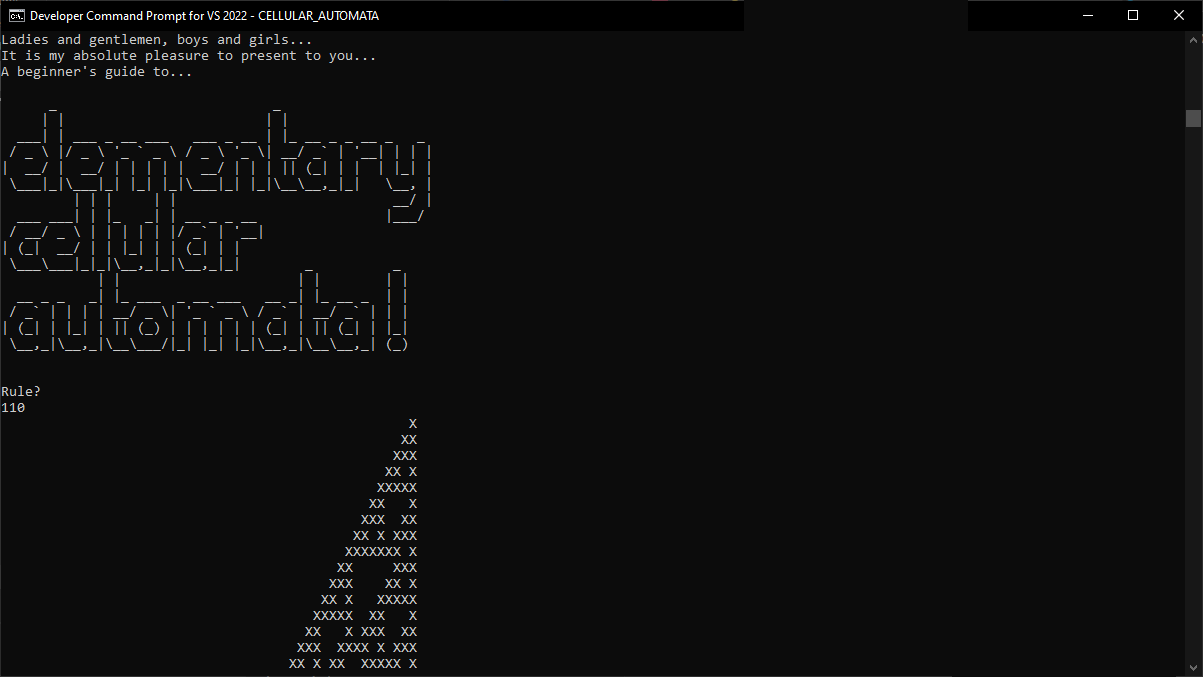 Developer Command Prompt for VS 2022 - CELLULAR_AUTOMATA
Ladies and gentlemen, boys and girls...
It is my absolute pleasure to present to you...
A beginner's guide to...
elementary
cellular
automata!
Rule?
110
X
XX
XXX
XX X
XXXXX
XX   X
XXX  XX
XX X XXX
XXXXXXX X
XX     XXX
XXX    XX X
XX X   XXXXX
XXXXX  XX   X
XX   X XXX  XX
XXX  XXXX X XXX
XX X XX  XXXXX X